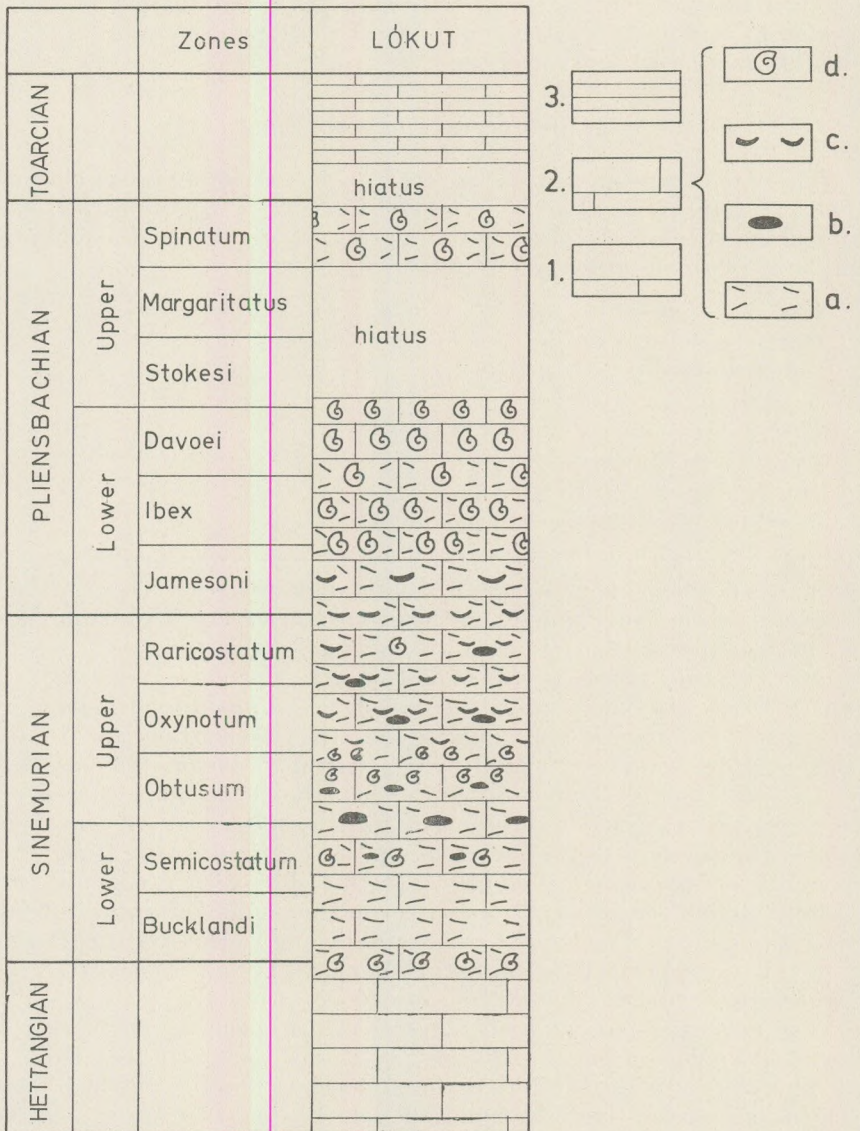 Zones LÓKUT
TOARCIAN
hiatus
PLIENSBACHIAN
Upper
Spinatum
Margaritatus
hiatus
Stokesi
Lower
Davoei
Ibex
Jamesoni
SINEMURIAN
Upper
Raricostatum
Oxynotum
Obtusum
Lower
Semicostatum
Bucklandi
HETTANGIAN
3.
2.
1.
d.
c.
b.
a.